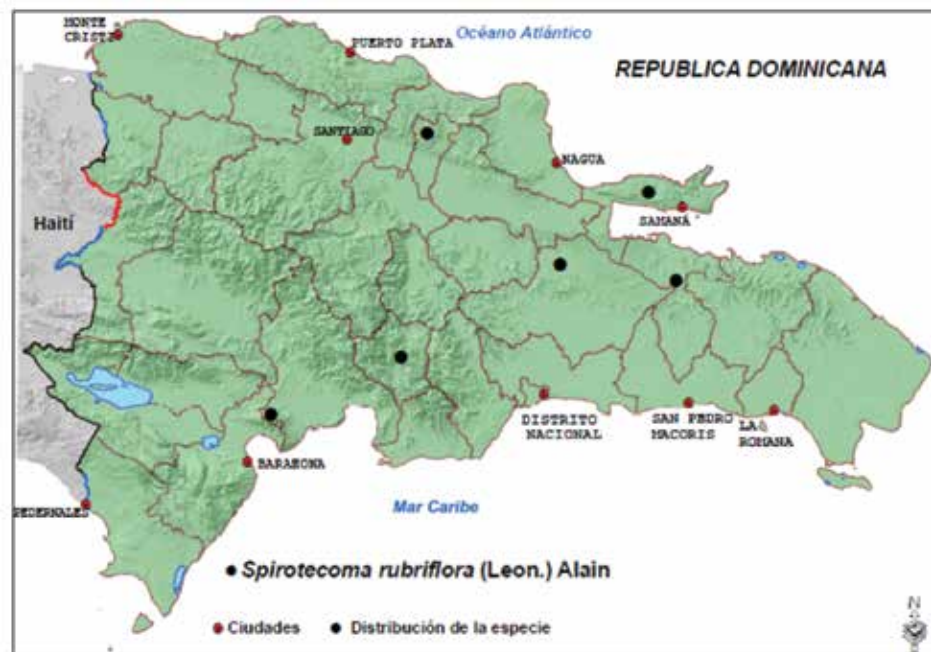 MONTE
CRISTI
Océano Atlántico
PUERTO PLATA
REPUBLICA DOMINICANA
SANTIAGO
NAGUA
SAMANÁ
Haití
DISTRITO
NACIONAL
SAN PEDRO
MACORIS
LA
ROMANA
BARAHONA
PEDERNALES
Mar Caribe
Spirotecoma rubriflora (Leon.) Alain
Ciudades
Distribución de la especie
N